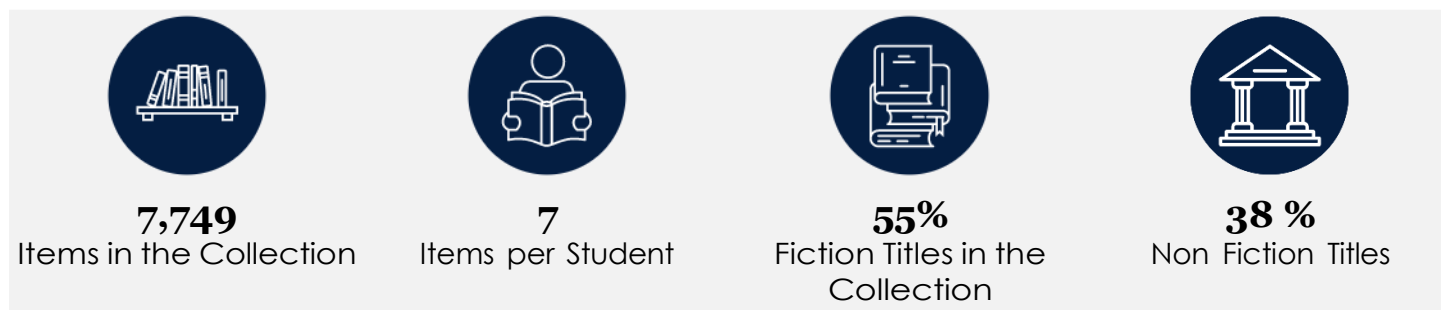 7,749
Items in the Collection
7
Items per Student
55%
Fiction Titles in the
Collection
38 %
Non Fiction Titles